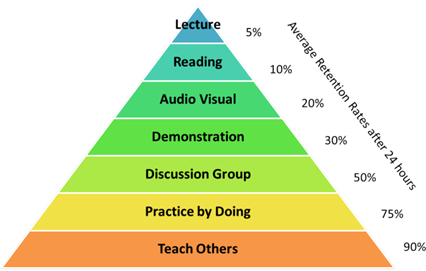 Lecture
5%
Reading
10%
Audio Visual
20%
Demonstration
30%
Discussion Group
50%
Practice by Doing
75%
Teach Others
90%
Average Retention Rates after 24 hours